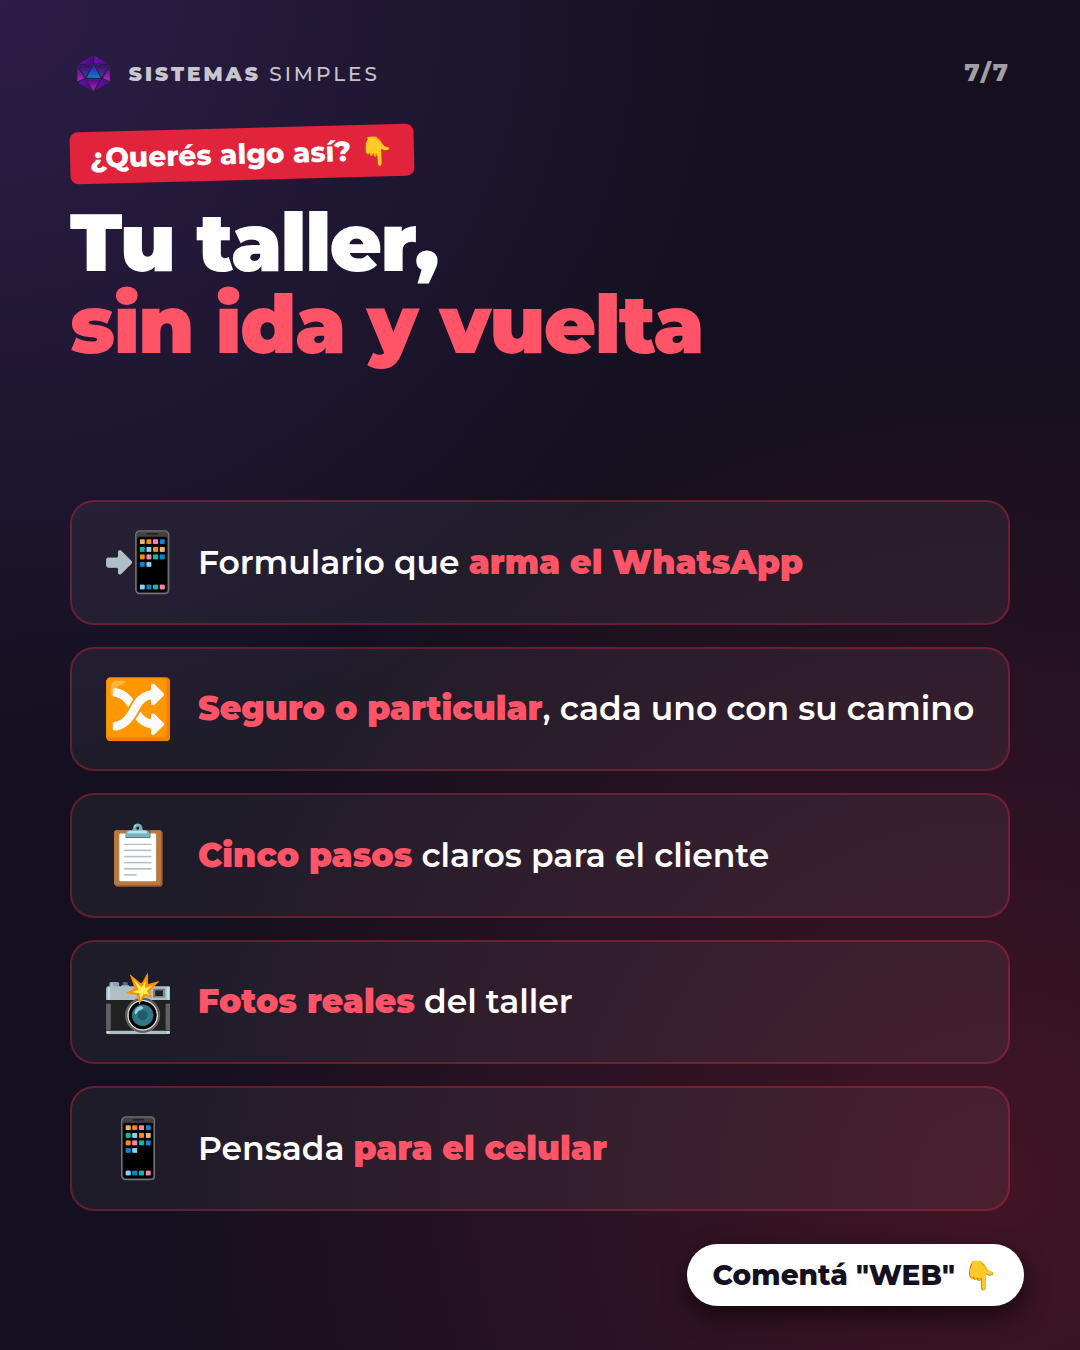 SISTEMAS SIMPLES
7/7
¿Querés algo así? 👇
Tu taller,
sin ida y vuelta
Formulario que arma el WhatsApp
Seguro o particular, cada uno con su camino
Cinco pasos claros para el cliente
Fotos reales del taller
Pensada para el celular
Comentá "WEB" 👇